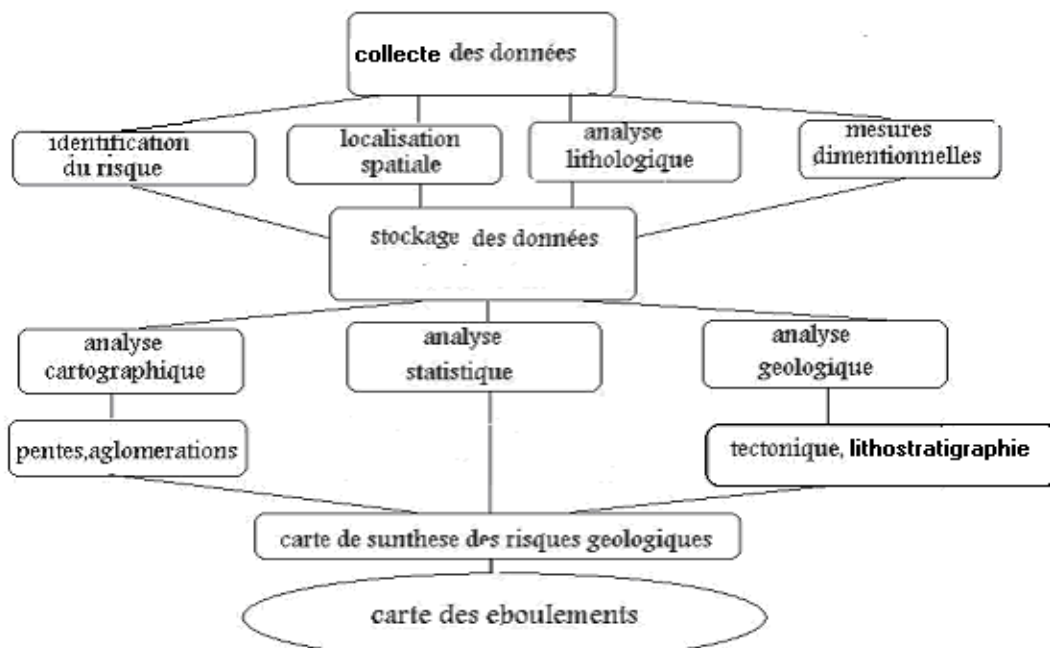 collecte des données
identification
du risque
localisation
spatiale
analyse
lithologique
mesures
dimentionnelles
stockage des données
analyse
cartographique
analyse
statistique
analyse
geologique
pentes,aglomerations
tectonique, lithostratigraphie
carte de sunthese des risques geologiques
carte des eboulements